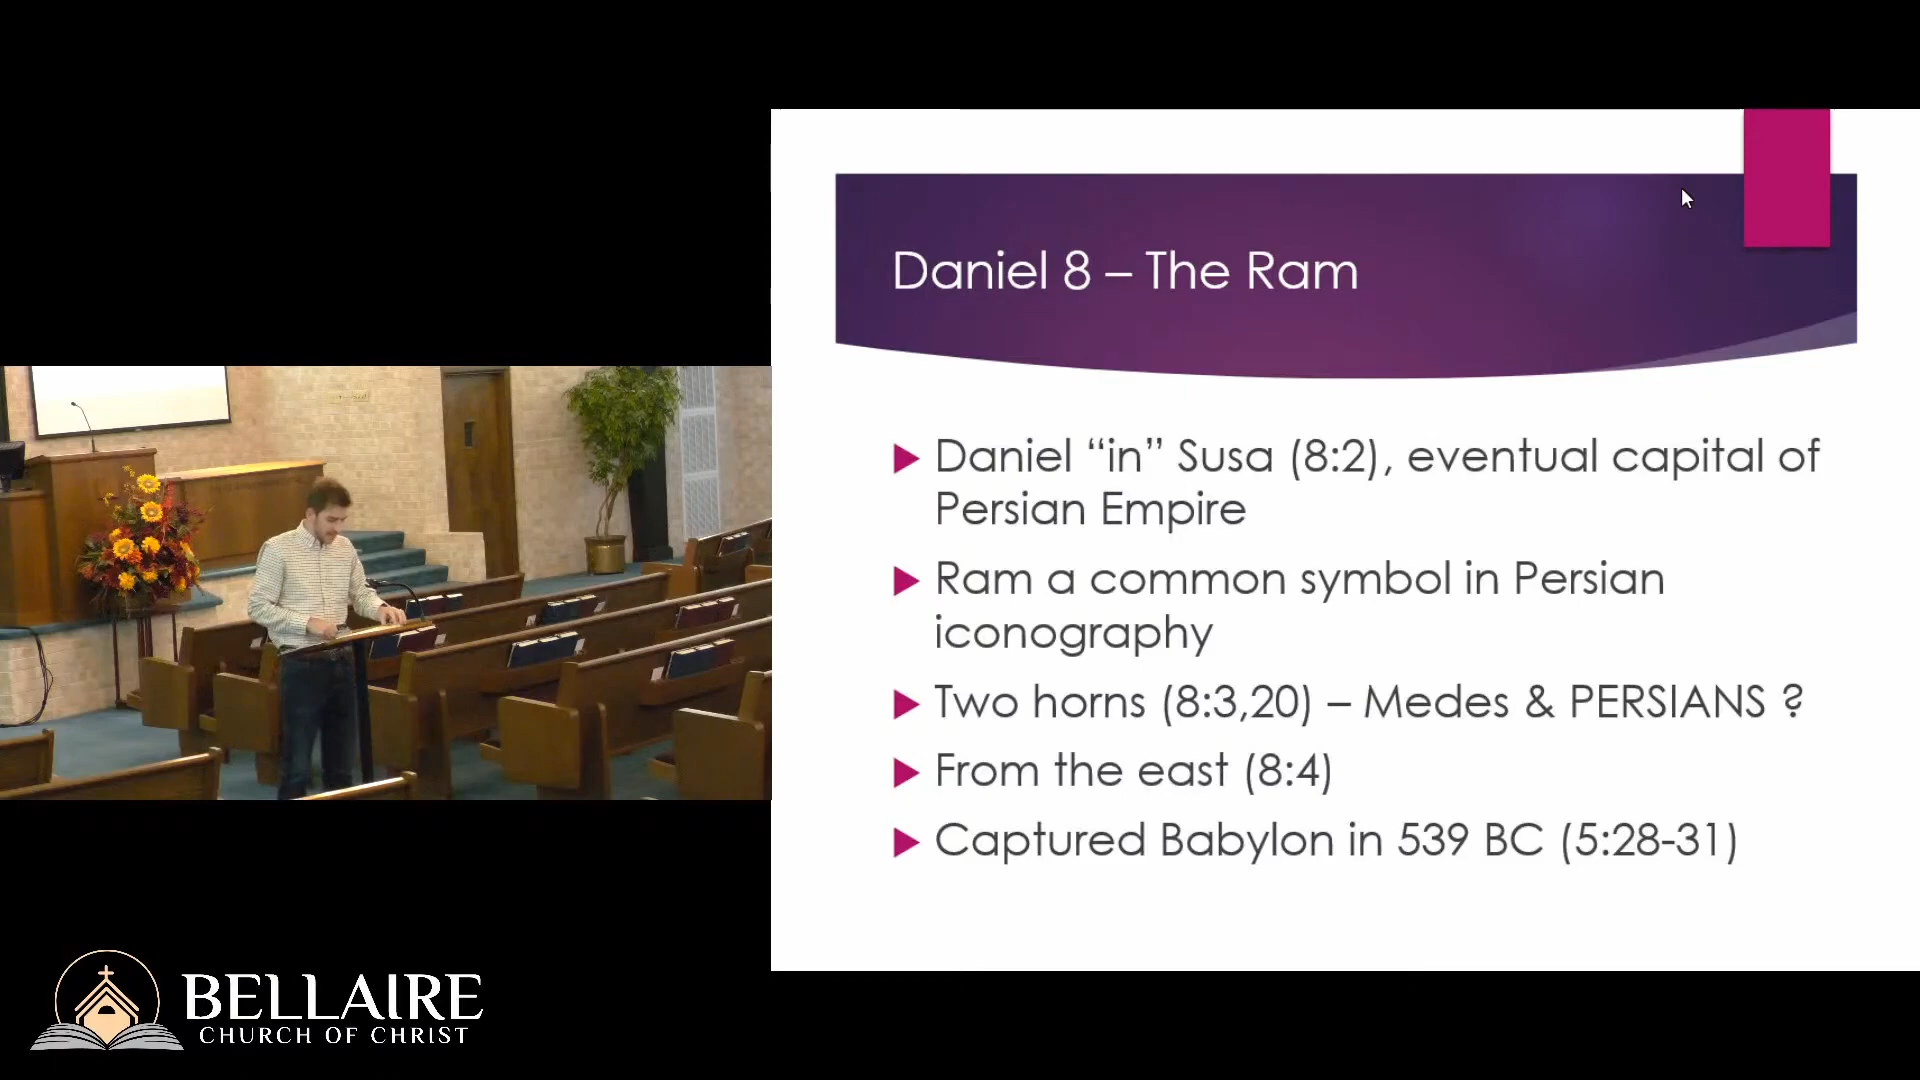 Daniel 8 – The Ram
Daniel “in” Susa (8:2), eventual capital of
Persian Empire
Ram a common symbol in Persian
iconography
Two horns (8:3,20) – Medes & PERSIANS ?
From the east (8:4)
Captured Babylon in 539 BC (5:28-31)
BELLAIRE
CHURCH OF CHRIST